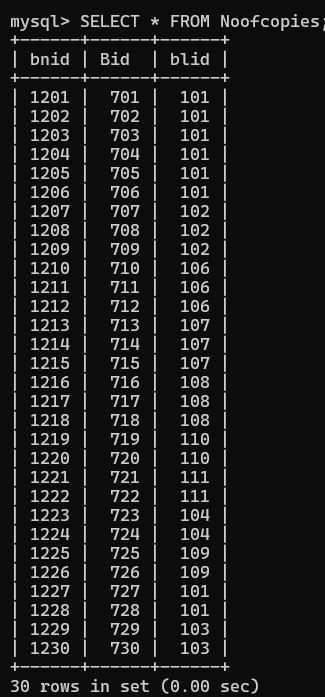 mysql> SELECT * FROM Noofcopies;
+------+------+------+
| bnid | Bid  | blid |
+------+------+------+
| 1201 |  701 |  101 |
| 1202 |  702 |  101 |
| 1203 |  703 |  101 |
| 1204 |  704 |  101 |
| 1205 |  705 |  101 |
| 1206 |  706 |  101 |
| 1207 |  707 |  102 |
| 1208 |  708 |  102 |
| 1209 |  709 |  102 |
| 1210 |  710 |  106 |
| 1211 |  711 |  106 |
| 1212 |  712 |  106 |
| 1213 |  713 |  107 |
| 1214 |  714 |  107 |
| 1215 |  715 |  107 |
| 1216 |  716 |  108 |
| 1217 |  717 |  108 |
| 1218 |  718 |  108 |
| 1219 |  719 |  110 |
| 1220 |  720 |  110 |
| 1221 |  721 |  111 |
| 1222 |  722 |  111 |
| 1223 |  723 |  104 |
| 1224 |  724 |  104 |
| 1225 |  725 |  109 |
| 1226 |  726 |  109 |
| 1227 |  727 |  101 |
| 1228 |  728 |  101 |
| 1229 |  729 |  103 |
| 1230 |  730 |  103 |
+------+------+------+
30 rows in set (0.00 sec)